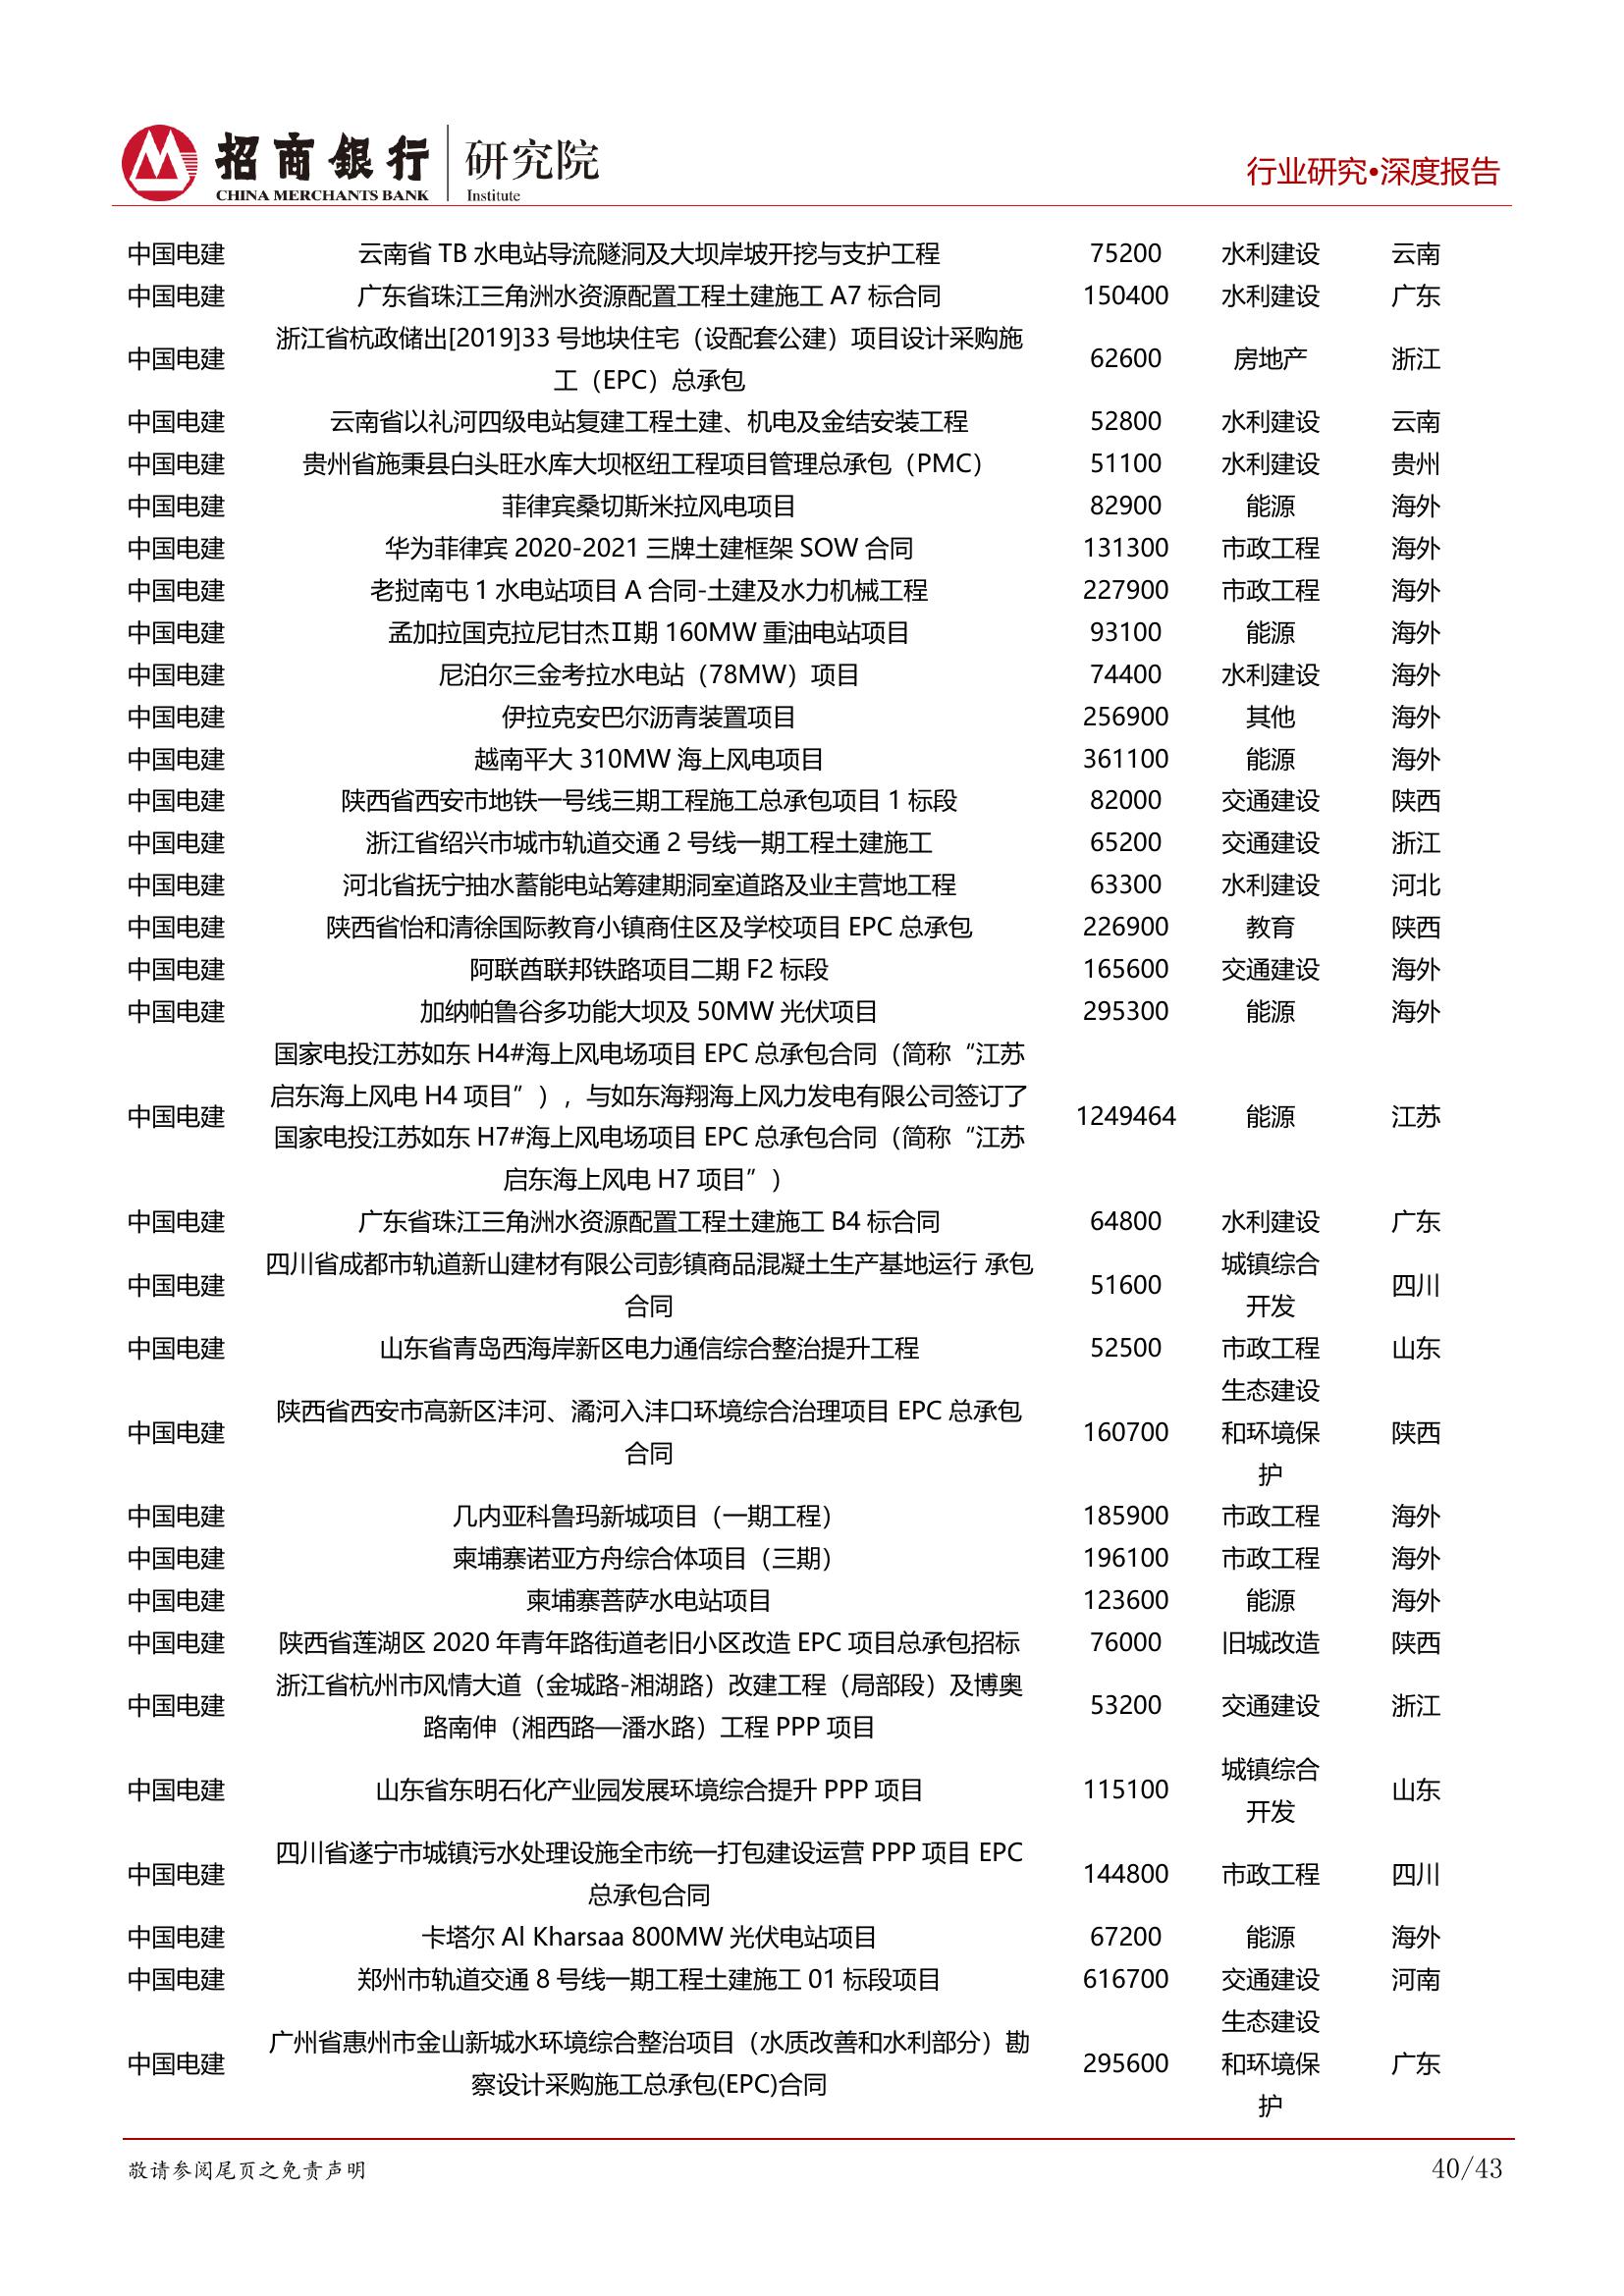 招商银行 研究院
CHINA MERCHANTS BANK Institute
行业研究•深度报告
中国电建 云南省 TB 水电站导流隧洞及大坝岸坡开挖与支护工程 75200 水利建设 云南
中国电建 广东省珠江三角洲水资源配置工程土建施工 A7 标合同 150400 水利建设 广东
浙江省杭政储出[2019]33 号地块住宅（设配套公建）项目设计采购施
中国电建 62600 房地产 浙江
工（EPC）总承包
中国电建 云南省以礼河四级电站复建工程土建、机电及金结安装工程 52800 水利建设 云南
中国电建 贵州省施秉县白头旺水库大坝枢纽工程项目管理总承包（PMC） 51100 水利建设 贵州
中国电建 菲律宾桑切斯米拉风电项目 82900 能源 海外
中国电建 华为菲律宾 2020-2021 三牌土建框架 SOW 合同 131300 市政工程 海外
中国电建 老挝南屯 1 水电站项目 A 合同-土建及水力机械工程 227900 市政工程 海外
中国电建 孟加拉国克拉尼甘杰Ⅱ期 160MW 重油电站项目 93100 能源 海外
中国电建 尼泊尔三金考拉水电站（78MW）项目 74400 水利建设 海外
中国电建 伊拉克安巴尔沥青装置项目 256900 其他 海外
中国电建 越南平大 310MW 海上风电项目 361100 能源 海外
中国电建 陕西省西安市地铁一号线三期工程施工总承包项目 1 标段 82000 交通建设 陕西
中国电建 浙江省绍兴市城市轨道交通 2 号线一期工程土建施工 65200 交通建设 浙江
中国电建 河北省抚宁抽水蓄能电站筹建期洞室道路及业主营地工程 63300 水利建设 河北
中国电建 陕西省怡和清徐国际教育小镇商住区及学校项目 EPC 总承包 226900 教育 陕西
中国电建 阿联酋联邦铁路项目二期 F2 标段 165600 交通建设 海外
中国电建 加纳帕鲁谷多功能大坝及 50MW 光伏项目 295300 能源 海外
国家电投江苏如东 H4#海上风电场项目 EPC 总承包合同（简称“江苏
启东海上风电 H4 项目”），与如东海翔海上风力发电有限公司签订了
中国电建 1249464 能源 江苏
国家电投江苏如东 H7#海上风电场项目 EPC 总承包合同（简称“江苏
启东海上风电 H7 项目”）
中国电建 广东省珠江三角洲水资源配置工程土建施工 B4 标合同 64800 水利建设 广东
四川省成都市轨道新山建材有限公司彭镇商品混凝土生产基地运行 承包 城镇综合
中国电建 51600 四川
合同 开发
中国电建 山东省青岛西海岸新区电力通信综合整治提升工程 52500 市政工程 山东
生态建设
陕西省西安市高新区沣河、潏河入沣口环境综合治理项目 EPC 总承包
中国电建 160700 和环境保 陕西
合同
护
中国电建 几内亚科鲁玛新城项目（一期工程） 185900 市政工程 海外
中国电建 柬埔寨诺亚方舟综合体项目（三期） 196100 市政工程 海外
中国电建 柬埔寨菩萨水电站项目 123600 能源 海外
中国电建 陕西省莲湖区 2020 年青年路街道老旧小区改造 EPC 项目总承包招标 76000 旧城改造 陕西
浙江省杭州市风情大道（金城路-湘湖路）改建工程（局部段）及博奥
中国电建 53200 交通建设 浙江
路南伸（湘西路—潘水路）工程 PPP 项目
城镇综合
中国电建 山东省东明石化产业园发展环境综合提升 PPP 项目 115100 山东
开发
四川省遂宁市城镇污水处理设施全市统一打包建设运营 PPP 项目 EPC
中国电建 144800 市政工程 四川
总承包合同
中国电建 卡塔尔 Al Kharsaa 800MW 光伏电站项目 67200 能源 海外
中国电建 郑州市轨道交通 8 号线一期工程土建施工 01 标段项目 616700 交通建设 河南
生态建设
广州省惠州市金山新城水环境综合整治项目（水质改善和水利部分）勘
中国电建 295600 和环境保 广东
察设计采购施工总承包(EPC)合同
护
敬请参阅尾页之免责声明 40/43